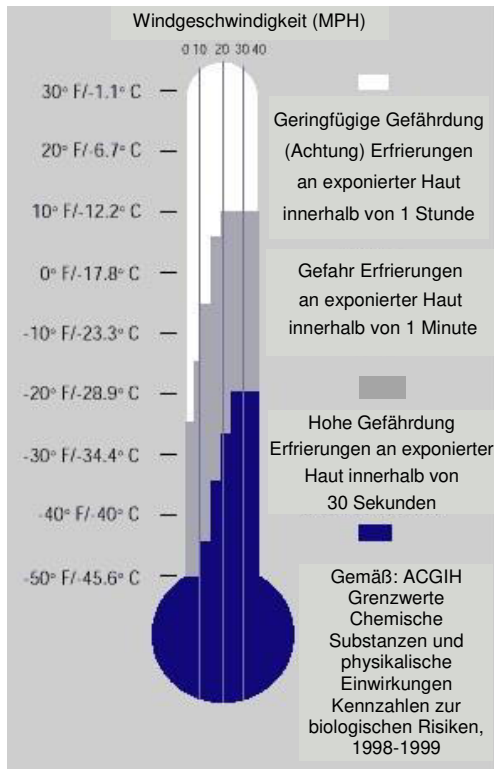 Windgeschwindigkeit (MPH)
0 10 20 30 40
30° F/-1.1° C
20° F/-6.7° C
10° F/-12.2° C
0° F/-17.8° C
-10° F/-23.3° C
-20° F/-28.9° C
-30° F/-34.4° C
-40° F/-40° C
-50° F/-45.6° C
Geringfügige Gefährdung
(Achtung) Erfrierungen
an exponierter Haut
innerhalb von 1 Stunde
Gefahr Erfrierungen
an exponierter Haut
innerhalb von 1 Minute
Hohe Gefährdung
Erfrierungen an exponierter
Haut innerhalb von
30 Sekunden
Gemäß: ACGIH
Grenzwerte
Chemische
Substanzen und
physikalische
Einwirkungen
Kennzahlen zur
biologischen Risiken,
1998-1999